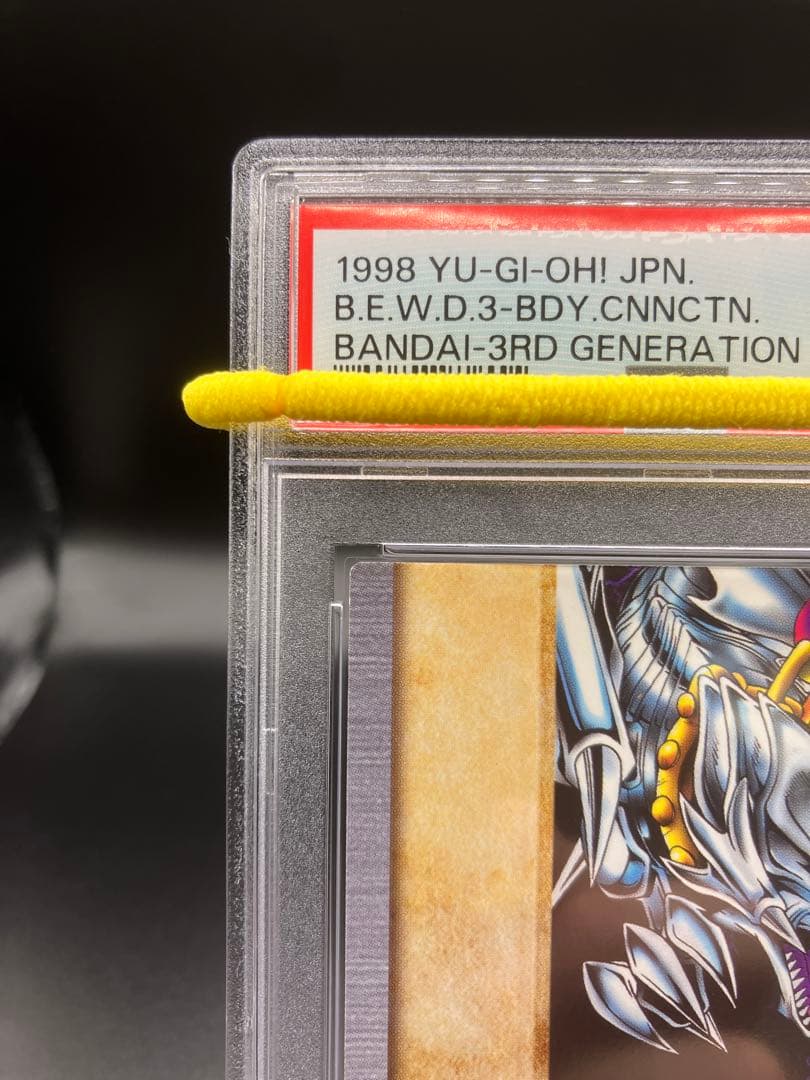 1998 YU-GI-OH! JPN.
B.E.W.D.3-BDY.CNNCTN.
BANDAI-3RD GENERATION